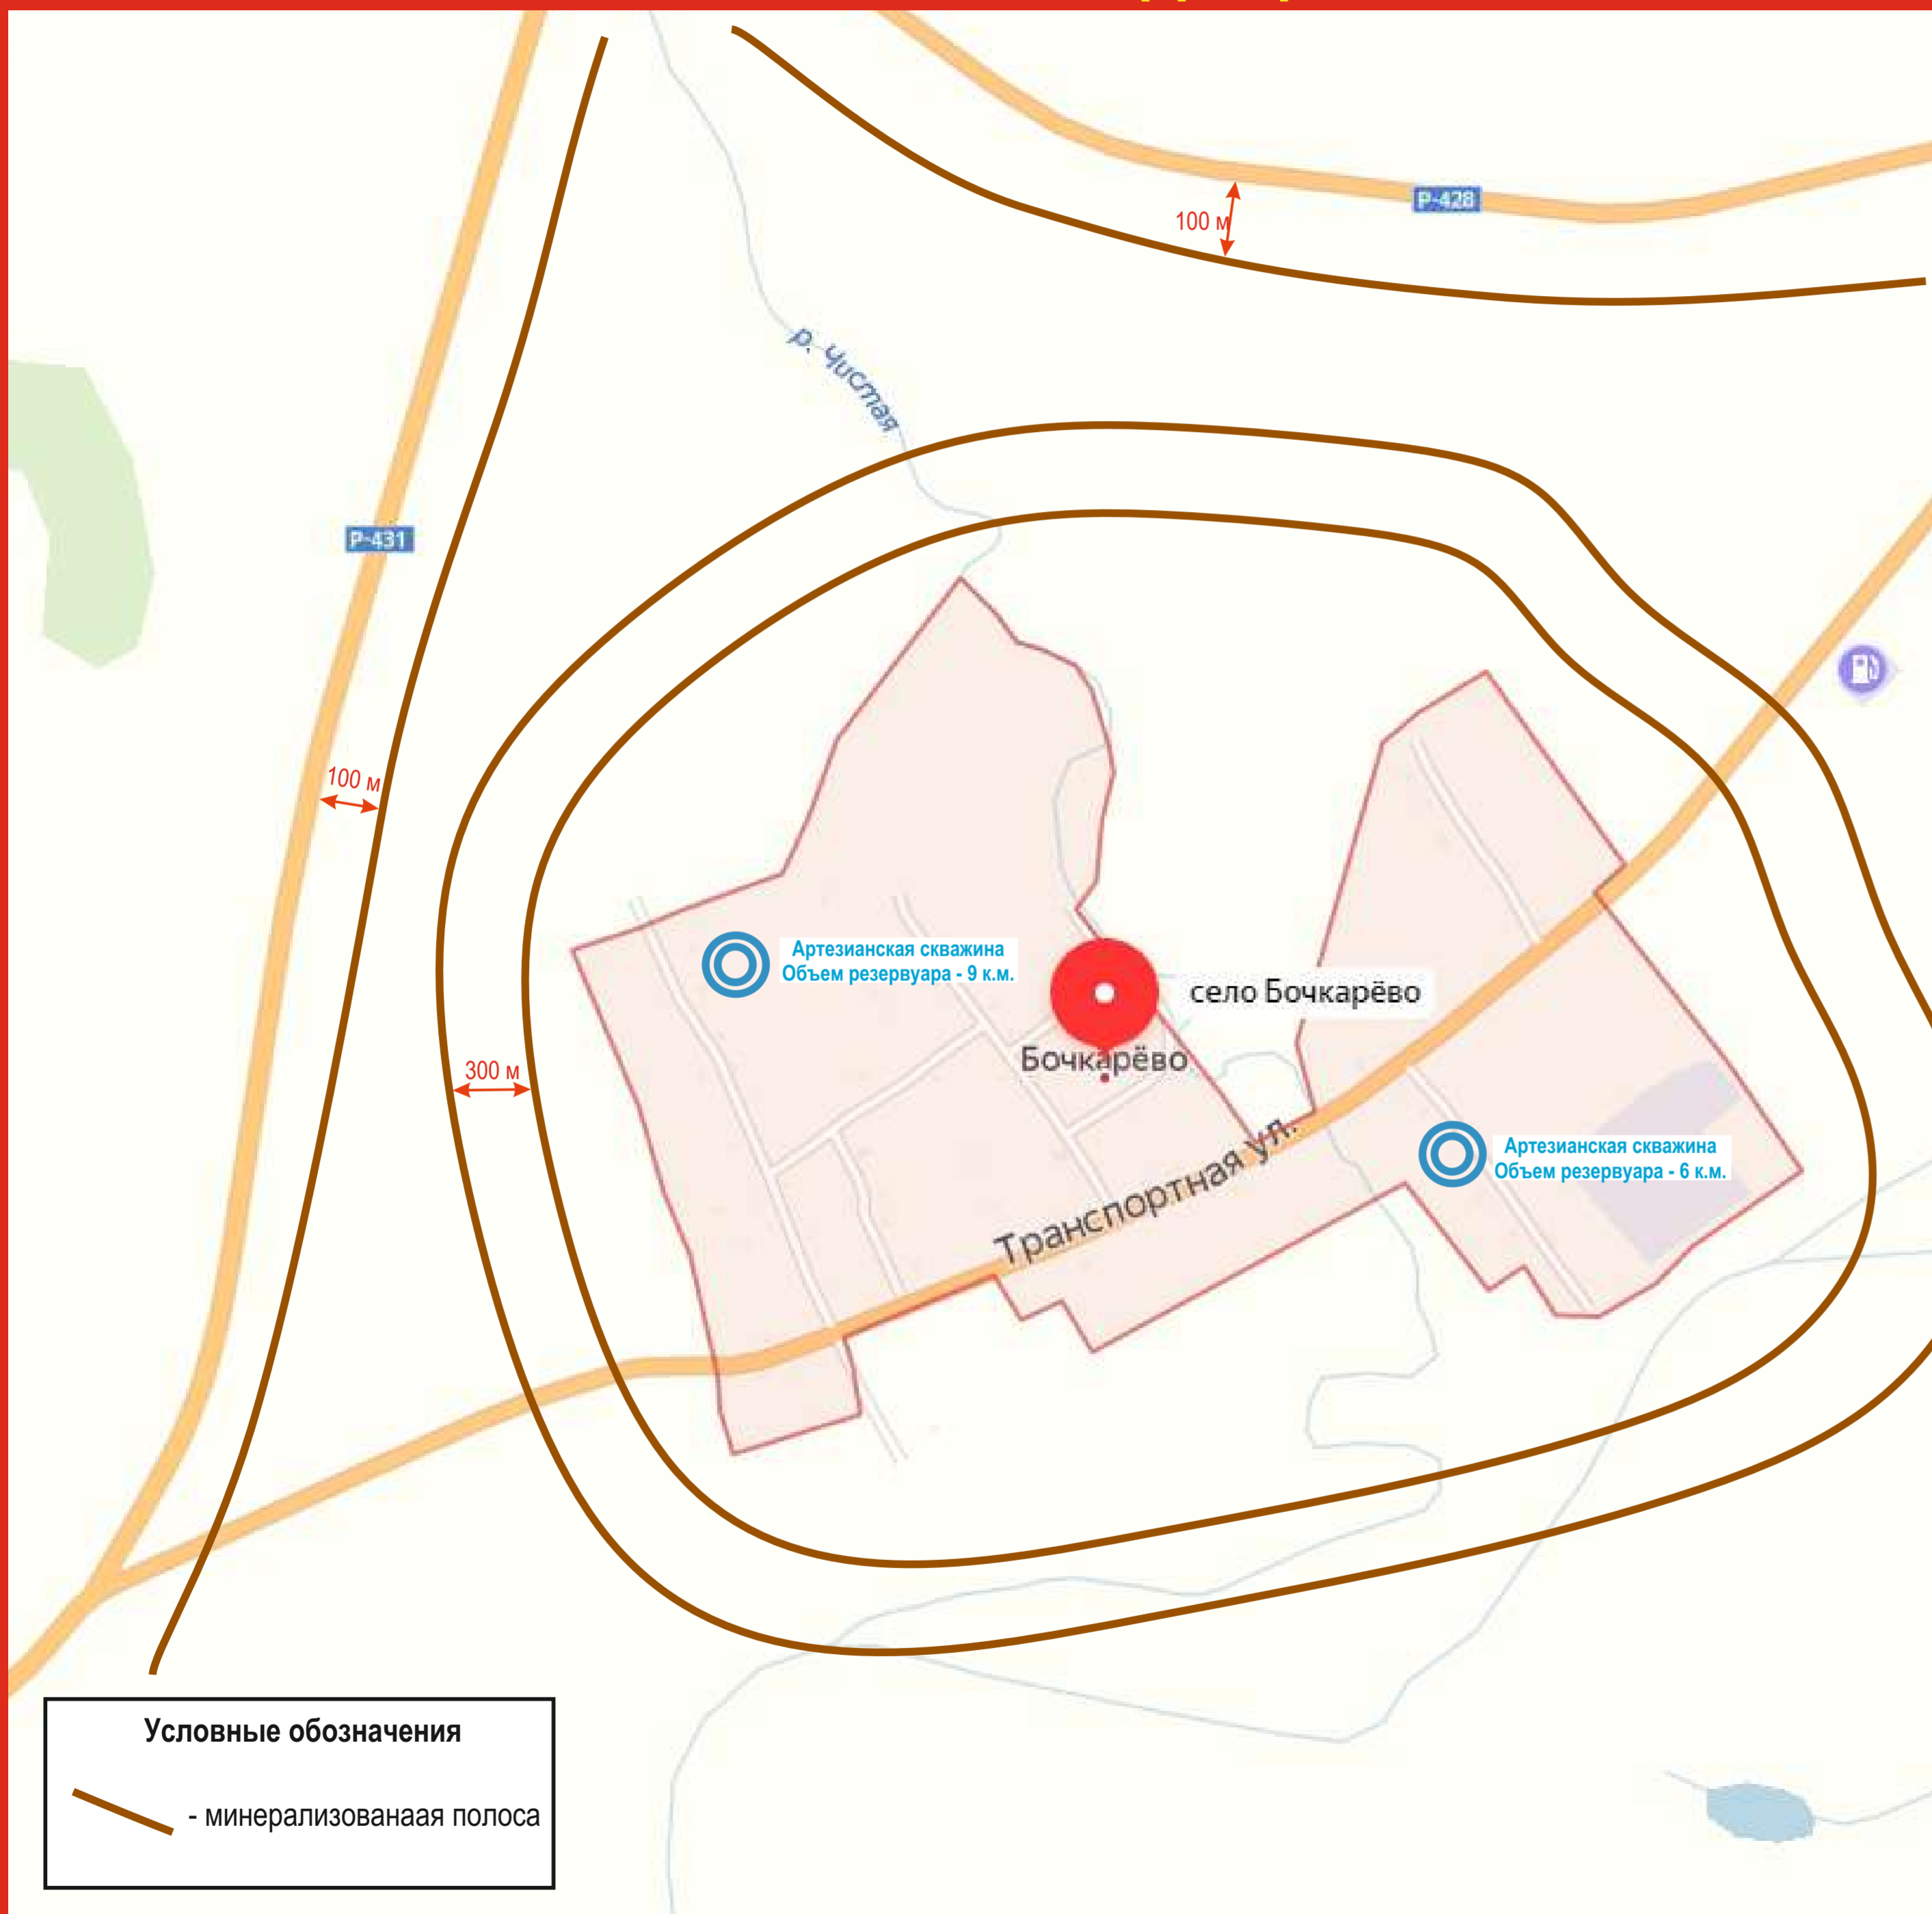 Р-428
100 м
р. Чистая
Р-431
100 м
Артезианская скважина
Объем резервуара - 9 к.м.
село Бочкарёво
Бочкарёво
300 м
Транспортная ул.
Артезианская скважина
Объем резервуара - 6 к.м.
Условные обозначения
- минерализованаая полоса